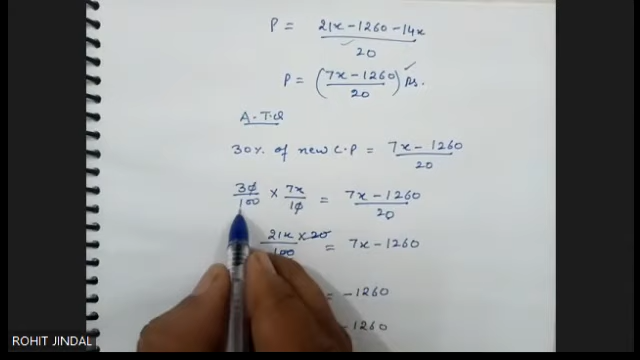 P = 21x - 1260 - 14x / 20
P = (7x - 1260 / 20) Rs.
A.T.Q
30% of new C.P = 7x - 1260 / 20
30/100 × 7x/10 = 7x - 1260 / 20
21x × 20 / 100 = 7x - 1260
= -1260
-1260
ROHIT JINDAL